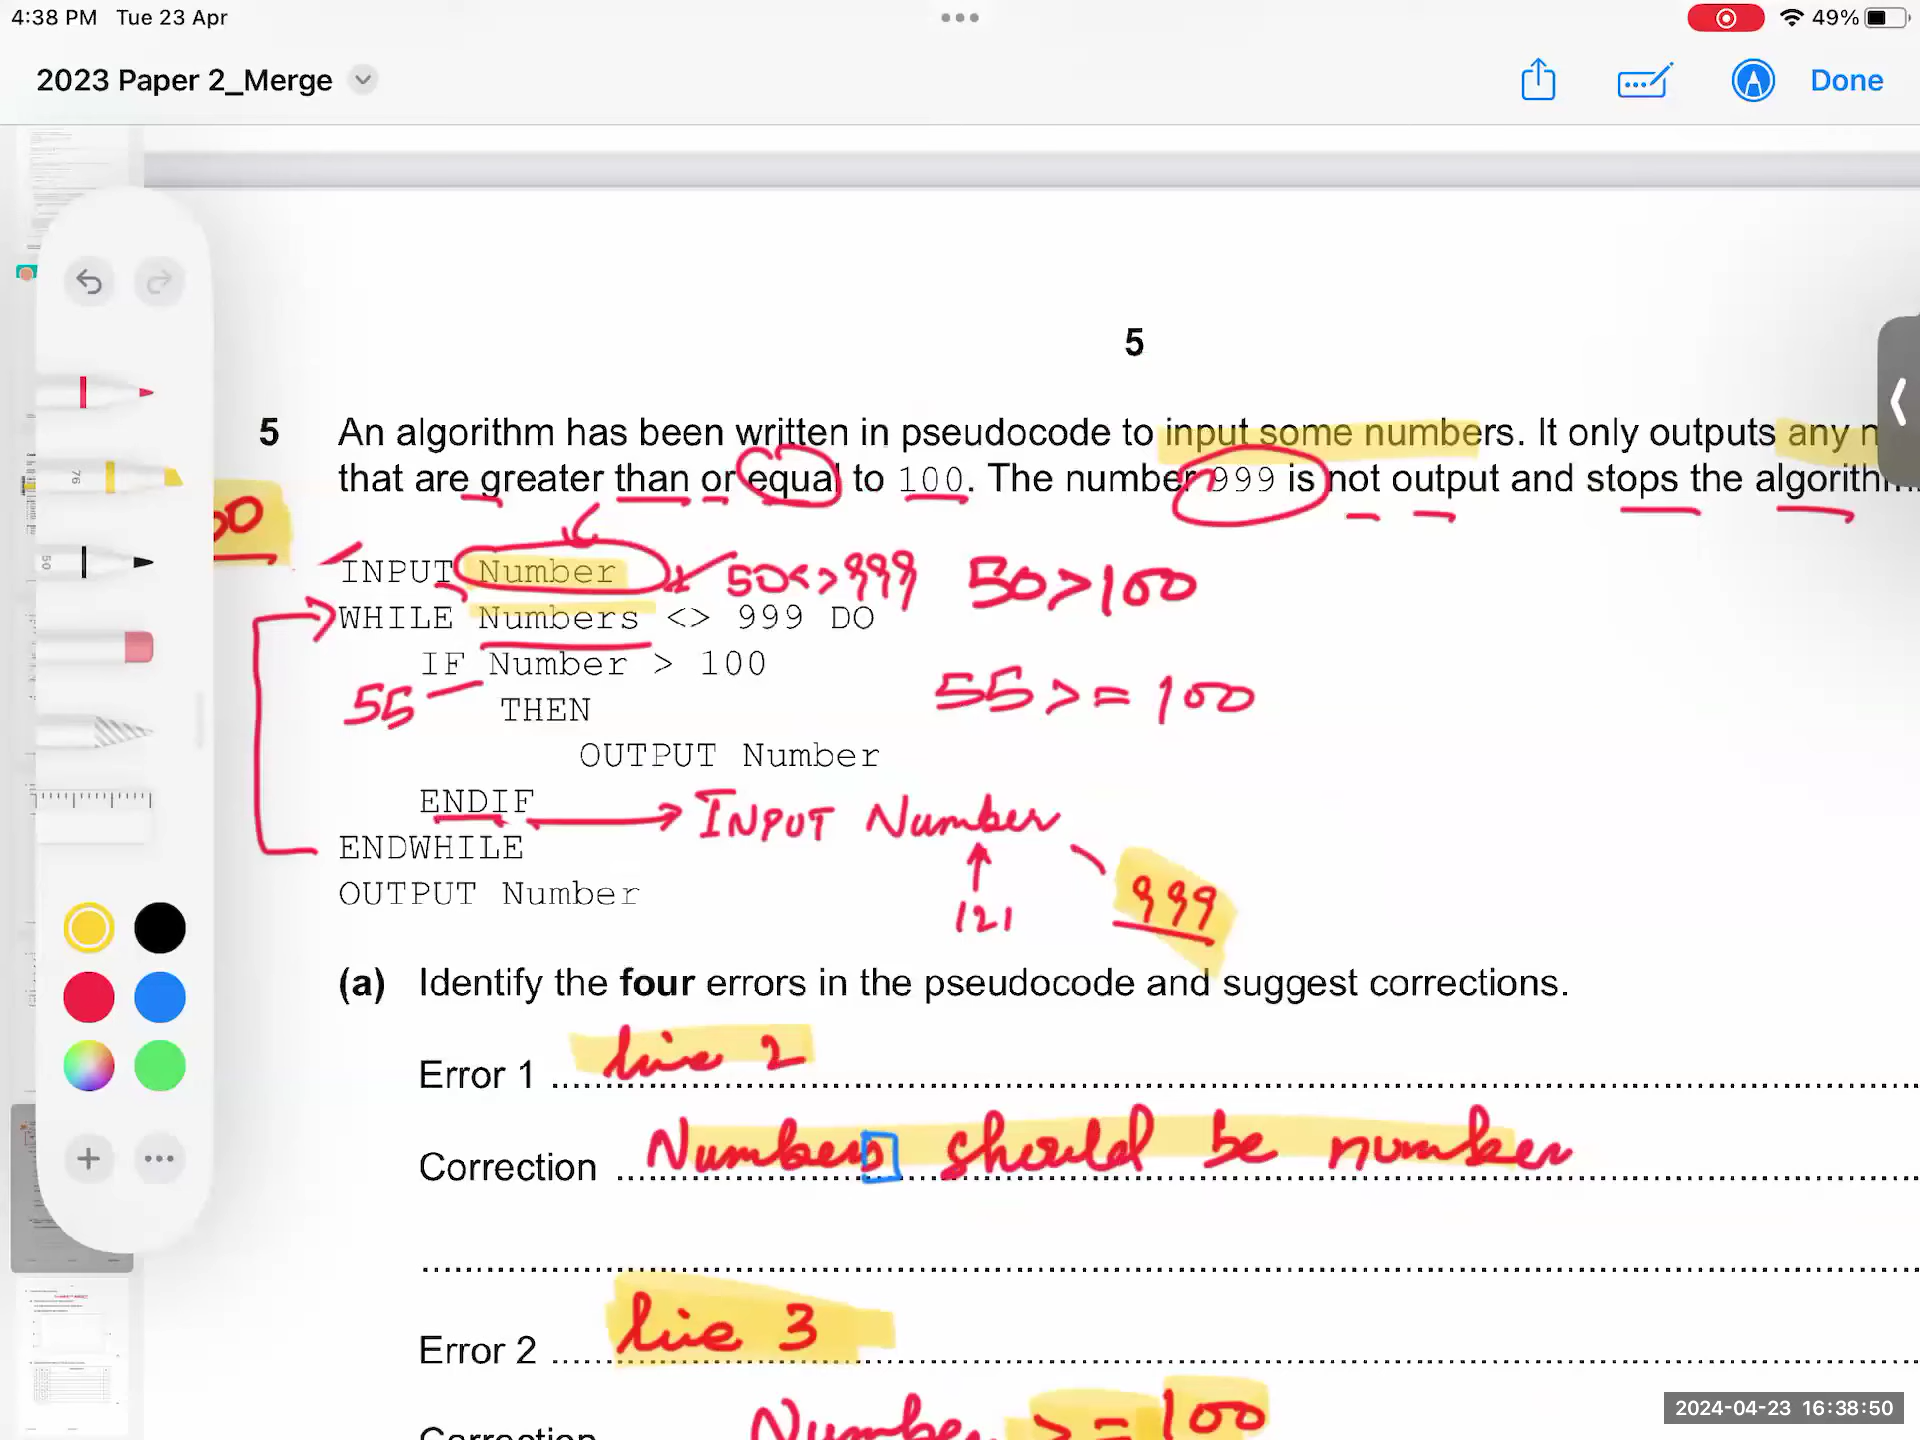 4:38 PM Tue 23 Apr
49%
2023 Paper 2_Merge
Done
5
5 An algorithm has been written in pseudocode to input some numbers. It only outputs any n
that are greater than or equal to 100. The number 999 is not output and stops the algorith
INPUT Number 50<>999 50>100
WHILE Numbers <> 999 DO
IF Number > 100
55 THEN 55 >= 100
OUTPUT Number
ENDIF INPUT Number
ENDWHILE
OUTPUT Number 121 999
(a) Identify the four errors in the pseudocode and suggest corrections.
Error 1 line 2
Correction Numbers should be number
Error 2 line 3
Correction Number >= 100
76
50
2024-04-23 16:38:50